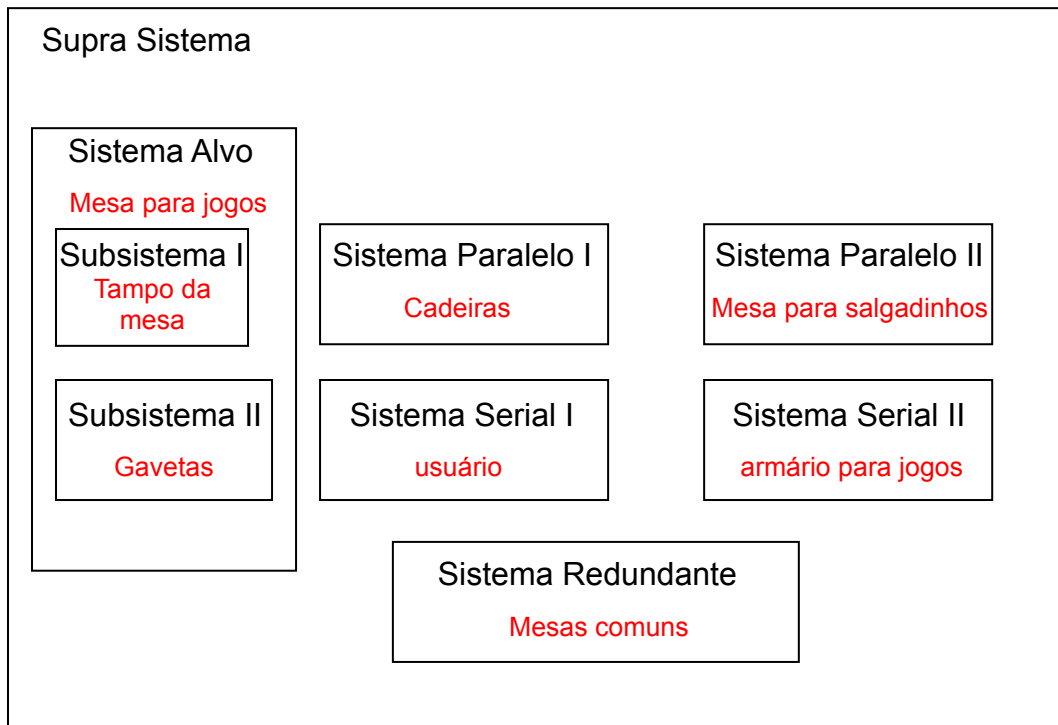 Supra Sistema
Sistema Alvo
Mesa para jogos
Subsistema I
Tampo da
mesa
Sistema Paralelo I
Cadeiras
Sistema Paralelo II
Mesa para salgadinhos
Subsistema II
Gavetas
Sistema Serial I
usuário
Sistema Serial II
armário para jogos
Sistema Redundante
Mesas comuns